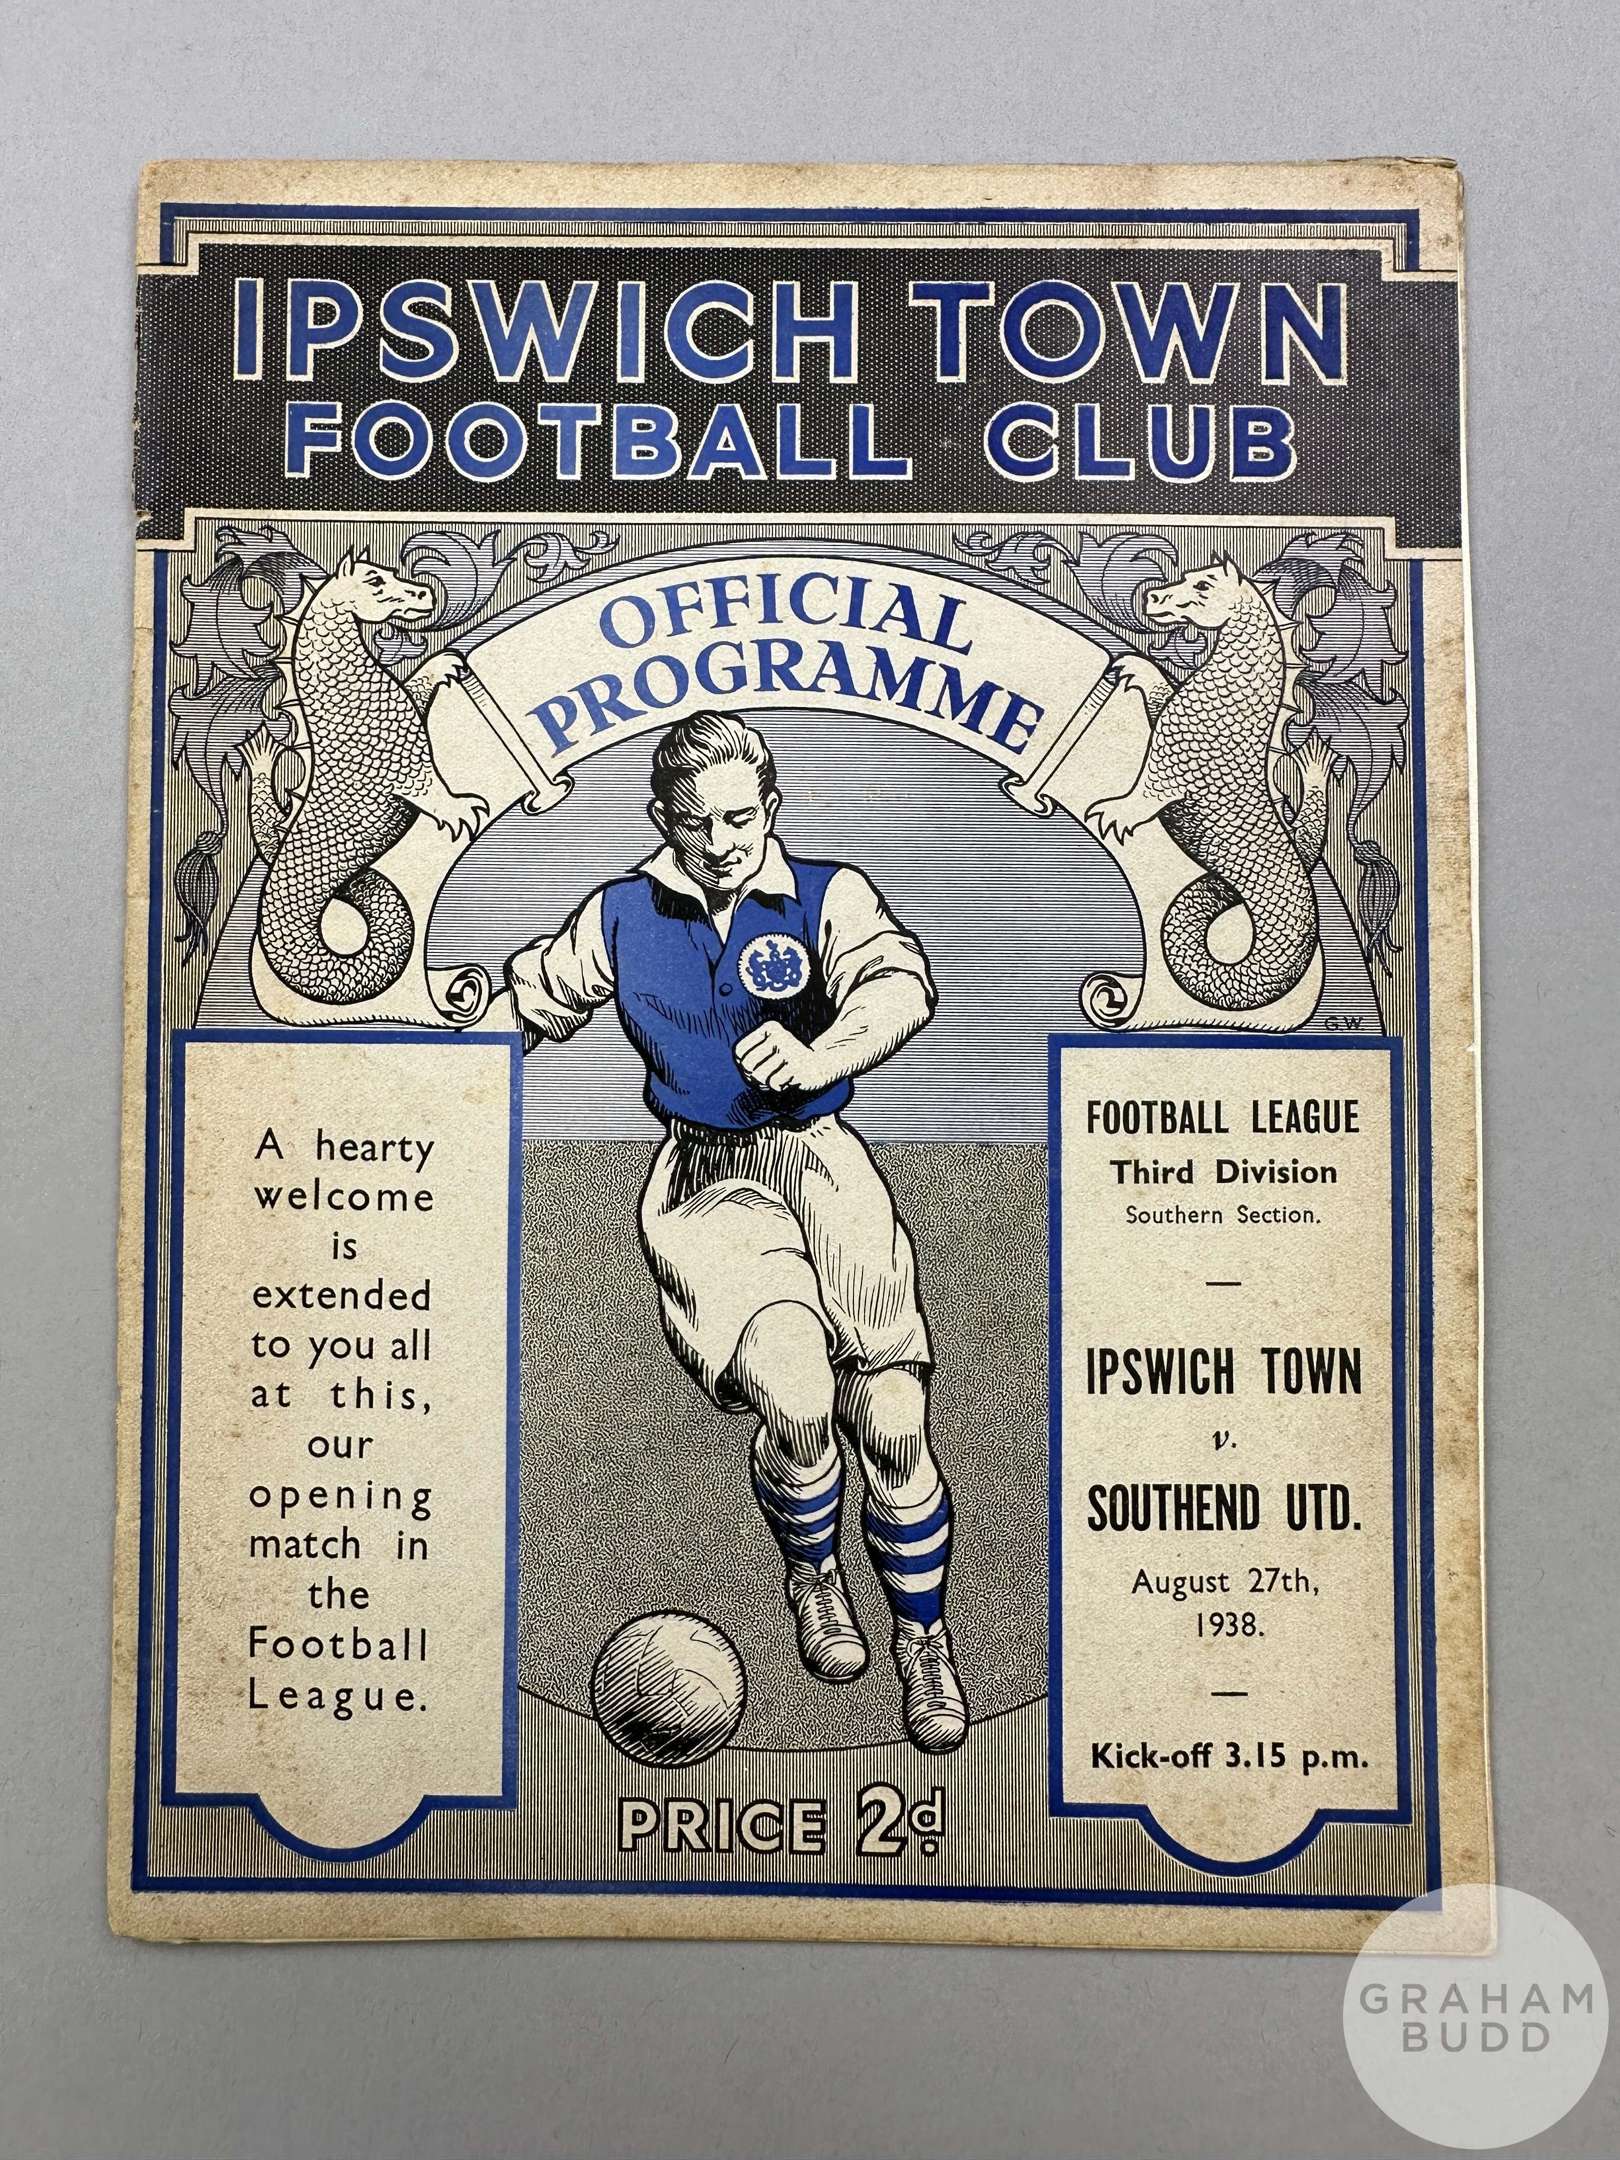 IPSWICH TOWN
FOOTBALL CLUB
OFFICIAL
PROGRAMME
G.W.
A hearty
welcome
is
extended
to you all
at this,
our
opening
match in
the
Football
League.
FOOTBALL LEAGUE
Third Division
Southern Section.
—
IPSWICH TOWN
v.
SOUTHEND UTD.
August 27th,
1938.
—
Kick-off 3.15 p.m.
PRICE 2d.
GRAHAM
BUDD